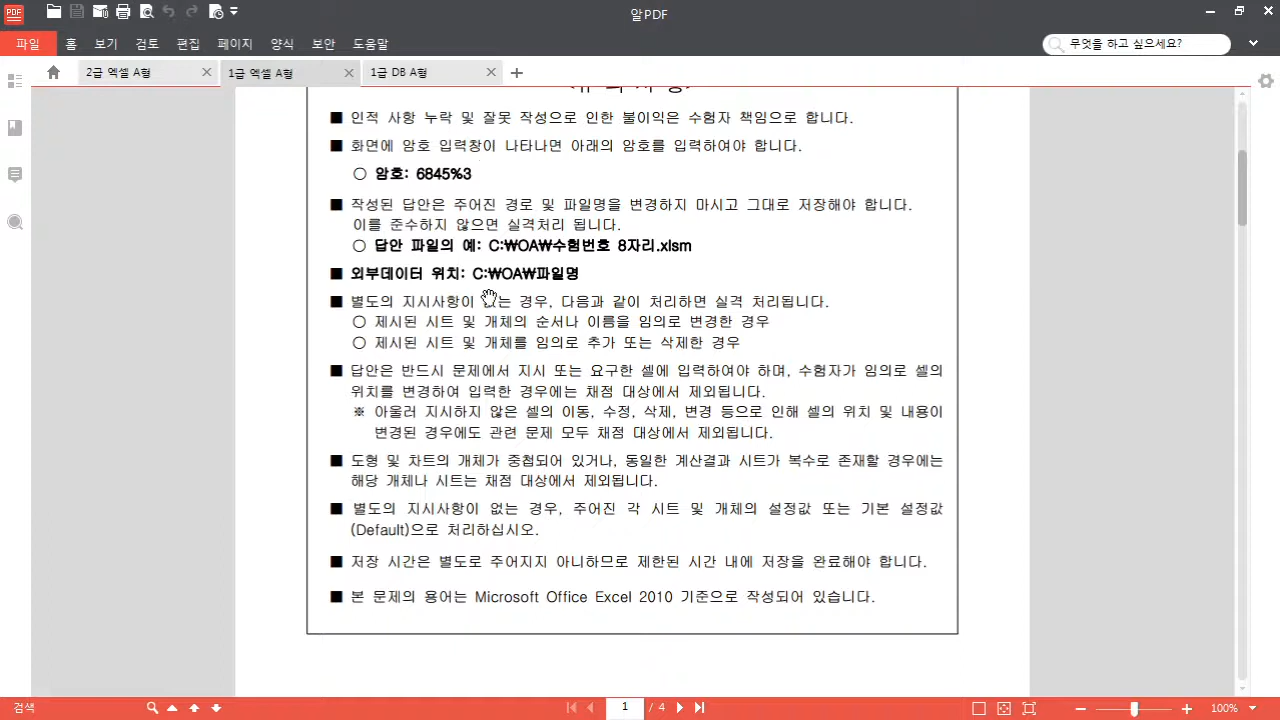 알PDF
파일 홈 보기 검토 편집 페이지 양식 보안 도움말
무엇을 하고 싶으세요?
2급 엑셀 A형
1급 엑셀 A형
1급 DB A형
■ 인적 사항 누락 및 잘못 작성으로 인한 불이익은 수험자 책임으로 합니다.
■ 화면에 암호 입력창이 나타나면 아래의 암호를 입력하여야 합니다.
○ 암호: 6845%3
■ 작성된 답안은 주어진 경로 및 파일명을 변경하지 마시고 그대로 저장해야 합니다.
이를 준수하지 않으면 실격처리 됩니다.
○ 답안 파일의 예: C:₩OA₩수험번호 8자리.xlsm
■ 외부데이터 위치: C:₩OA₩파일명
■ 별도의 지시사항이 는 경우, 다음과 같이 처리하면 실격 처리됩니다.
○ 제시된 시트 및 개체의 순서나 이름을 임의로 변경한 경우
○ 제시된 시트 및 개체를 임의로 추가 또는 삭제한 경우
■ 답안은 반드시 문제에서 지시 또는 요구한 셀에 입력하여야 하며, 수험자가 임의로 셀의
위치를 변경하여 입력한 경우에는 채점 대상에서 제외됩니다.
※ 아울러 지시하지 않은 셀의 이동, 수정, 삭제, 변경 등으로 인해 셀의 위치 및 내용이
변경된 경우에도 관련 문제 모두 채점 대상에서 제외됩니다.
■ 도형 및 차트의 개체가 중첩되어 있거나, 동일한 계산결과 시트가 복수로 존재할 경우에는
해당 개체나 시트는 채점 대상에서 제외됩니다.
■ 별도의 지시사항이 없는 경우, 주어진 각 시트 및 개체의 설정값 또는 기본 설정값
(Default)으로 처리하십시오.
■ 저장 시간은 별도로 주어지지 아니하므로 제한된 시간 내에 저장을 완료해야 합니다.
■ 본 문제의 용어는 Microsoft Office Excel 2010 기준으로 작성되어 있습니다.
검색
1 / 4
100%